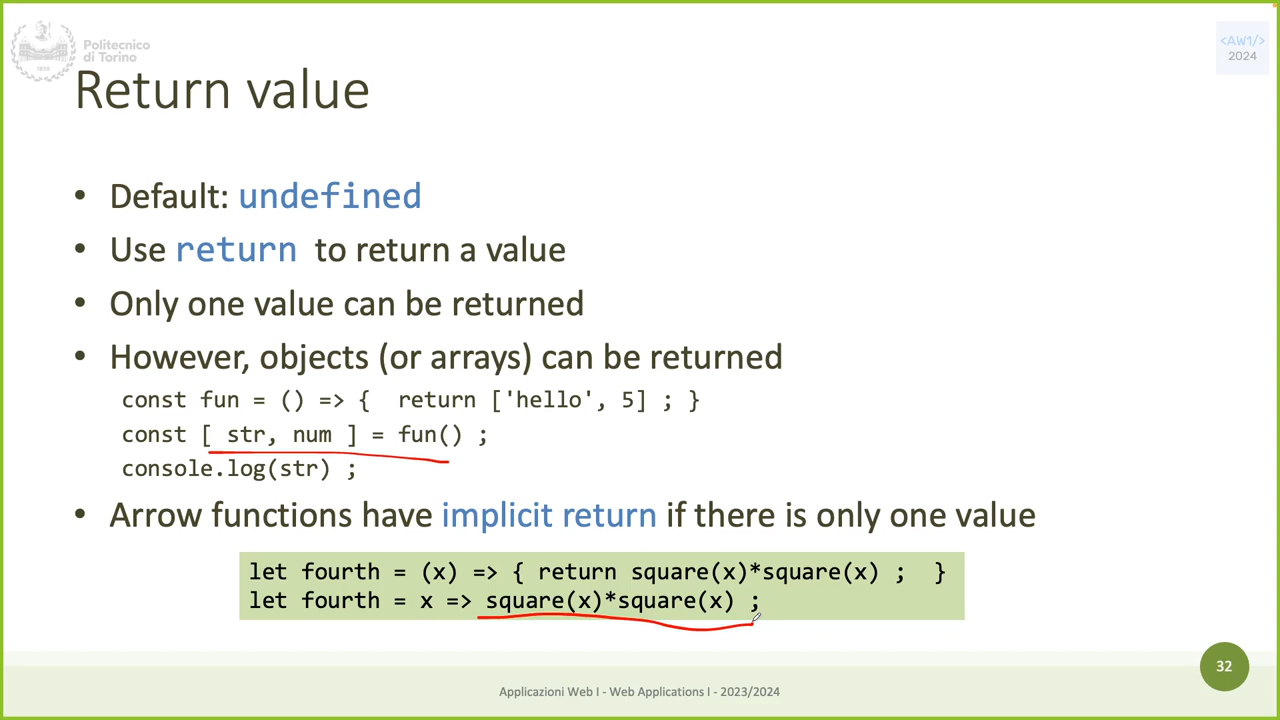 Politecnico
di Torino
1859
<AW1/>
2024
Return value
• Default: undefined
• Use return to return a value
• Only one value can be returned
• However, objects (or arrays) can be returned
const fun = () => { return ['hello', 5] ; }
const [ str, num ] = fun() ;
console.log(str) ;
• Arrow functions have implicit return if there is only one value
let fourth = (x) => { return square(x)*square(x) ; }
let fourth = x => square(x)*square(x) ;
32
Applicazioni Web I - Web Applications I - 2023/2024